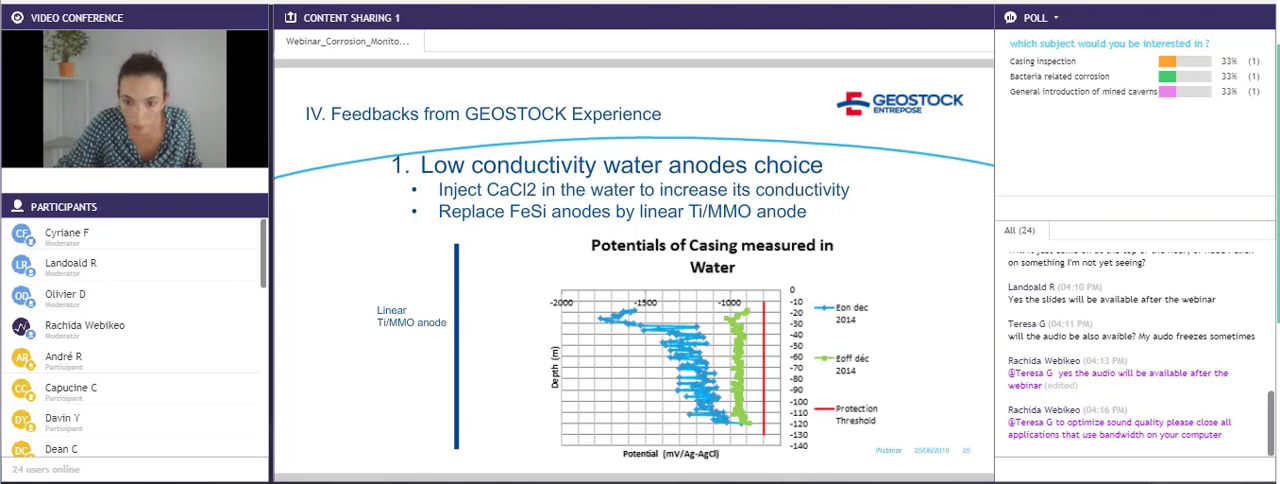 VIDEO CONFERENCE
PARTICIPANTS
CF Cyriane F
Moderator
LR Landoald R
Moderator
OD Olivier D
Moderator
Rachida Webikeo
Moderator
AR André R
Participant
CC Capucine C
Participant
DY Davin Y
Participant
DC Dean C
24 users online
CONTENT SHARING 1
Webinar_Corrosion_Monito...
IV. Feedbacks from GEOSTOCK Experience
GEOSTOCK
ENTREPOSE
1. Low conductivity water anodes choice
• Inject CaCl2 in the water to increase its conductivity
• Replace FeSi anodes by linear Ti/MMO anode
Linear
Ti/MMO anode
Potentials of Casing measured in
Water
-2000 -1500 -1000
0
-10
-20
-30
-40
-50
-60
-70
-80
-90
-100
-110
-120
-130
-140
Depth (m)
Potential (mV/Ag-AgCl)
Eon dec
2014
Eoff déc
2014
Protection
Threshold
Webinar 25/06/2018 25
POLL
which subject would you be interested in ?
Casing inspection 33% (1)
Bacteria related corrosion 33% (1)
General introduction of mined caverns 33% (1)
All (24)
on something I'm not yet seeing?
Landoald R (04:10 PM)
Yes the slides will be available after the webinar
Teresa G (04:11 PM)
will the audio be also avaible? My audo freezes sometimes
Rachida Webikeo (04:13 PM)
@Teresa G yes the audio will be available after the
webinar (edited)
Rachida Webikeo (04:16 PM)
@Teresa G to optimize sound quality please close all
applications that use bandwidth on your computer